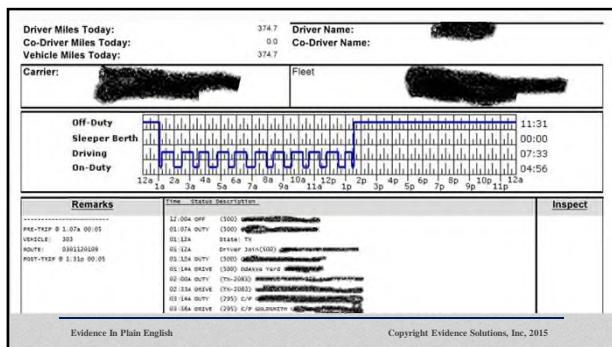 Driver Miles Today: 374.7 Driver Name:
Co-Driver Miles Today: 0.0 Co-Driver Name:
Vehicle Miles Today: 374.7
Carrier: Fleet
Off-Duty 11:31
Sleeper Berth 00:00
Driving 07:33
On-Duty 04:56
12a 2a 4a 6a 8a 10a 12p 2p 4p 6p 8p 10p 12a
1a 3a 5a 7a 9a 11a 1p 3p 5p 7p 9p 11p
Remarks
PRE-TRIP @ 1.07a 00:05
VEHICLE: 303
ROUTE: 0301120109
POST-TRIP @ 1:31p 00:05
Time Status Description
12:00A OFF (500)
01:07A DUTY (500)
01:12A State: TX
01:12A Driver Join(500)
01:12A DUTY (500)
01:14A DRIVE (500) Odessa Yard
02:00A DUTY (TX-2083)
02:33A DRIVE (TX-2083)
03:14A DUTY (295) C/P
03:36A DRIVE (295) C/P GOLDSMITH
Inspect
Evidence In Plain English Copyright Evidence Solutions, Inc, 2015